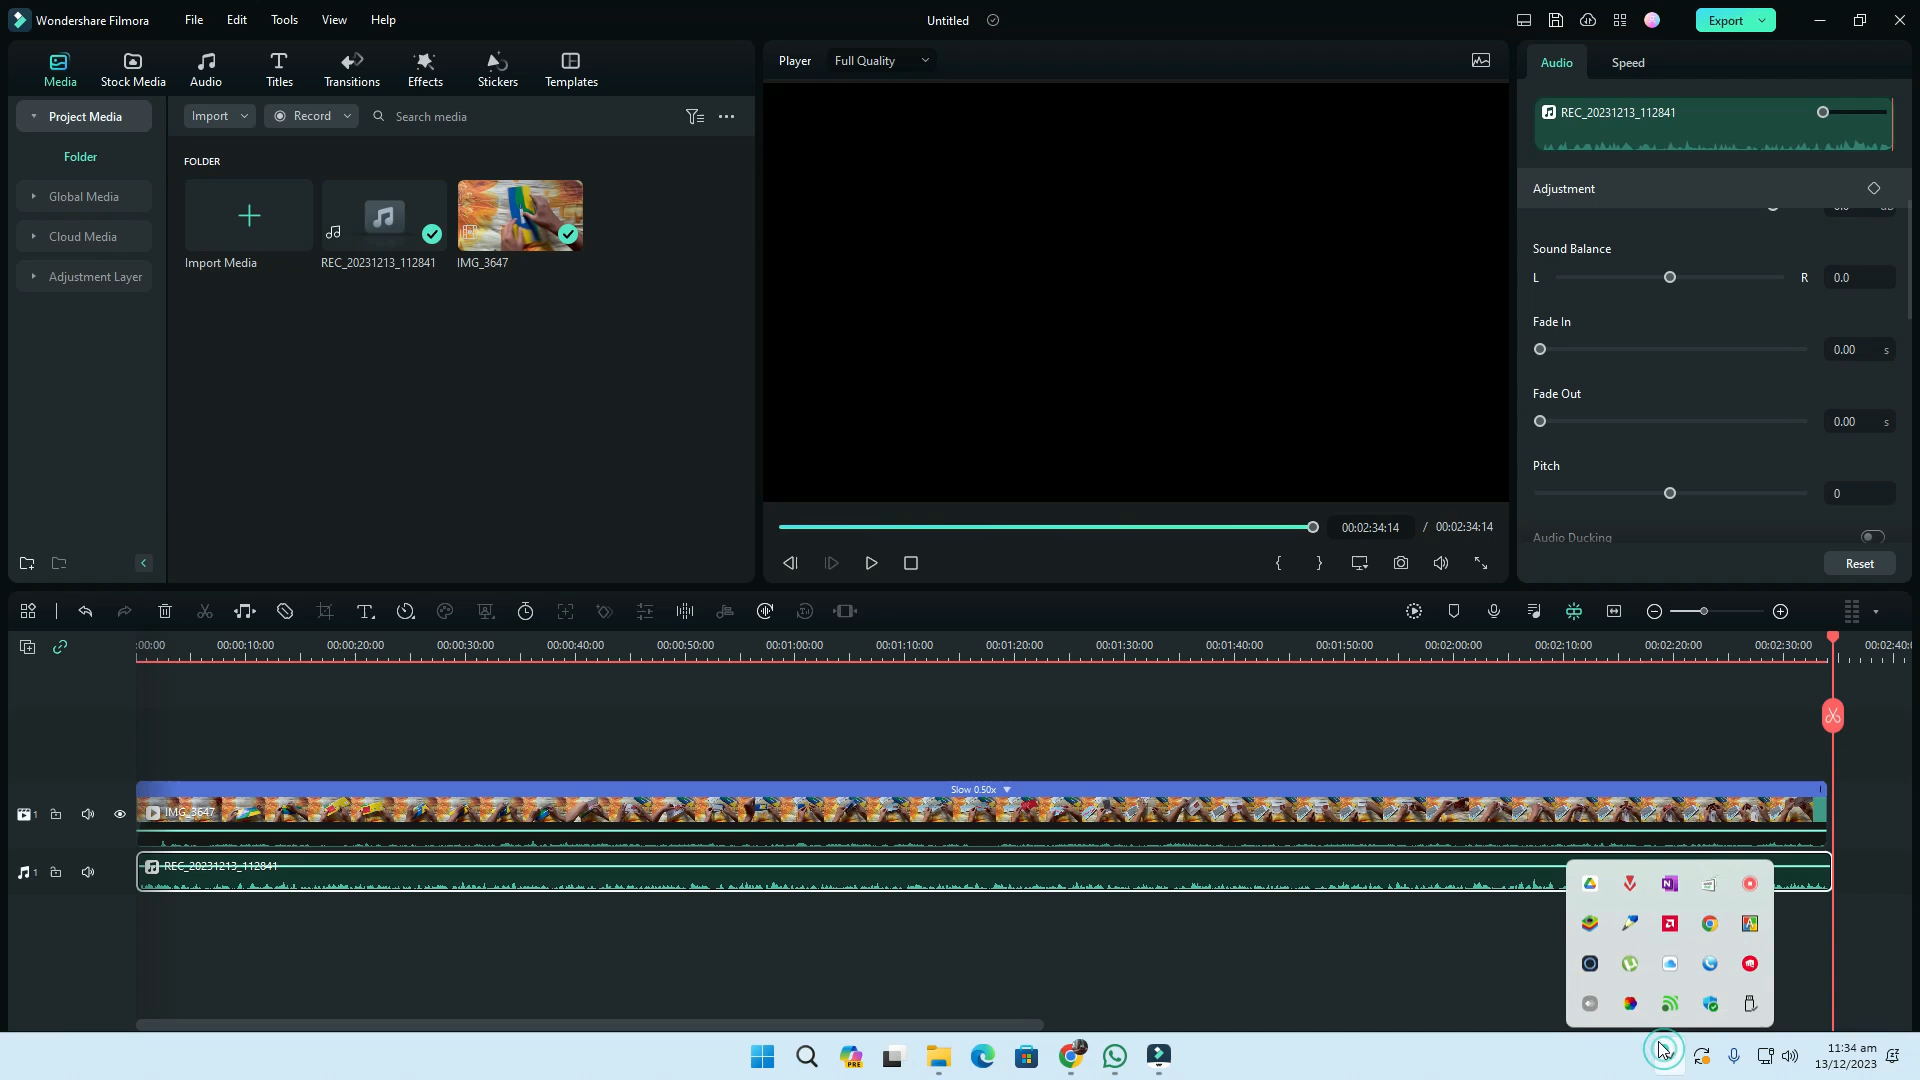 Wondershare Filmora
File
Edit
Tools
View
Help
Untitled
Export
Media
Stock Media
Audio
Titles
Transitions
Effects
Stickers
Templates
Player
Full Quality
Audio
Speed
Project Media
Import
Record
Search media
REC_20231213_112841
Folder
FOLDER
Global Media
Cloud Media
Adjustment Layer
Import Media
REC_20231213_112841
IMG_3647
Adjustment
Sound Balance
L
R
0.0
Fade In
0.00
s
Fade Out
0.00
s
Pitch
0
Audio Ducking
Reset
00:02:34:14
/
00:02:34:14
:00:00
00:00:10:00
00:00:20:00
00:00:30:00
00:00:40:00
00:00:50:00
00:01:00:00
00:01:10:00
00:01:20:00
00:01:30:00
00:01:40:00
00:01:50:00
00:02:00:00
00:02:10:00
00:02:20:00
00:02:30:00
00:02:40:0
Slow 0.50x
1
IMG_3647
1
REC_20231213_112841
PRE
11:34 am
13/12/2023